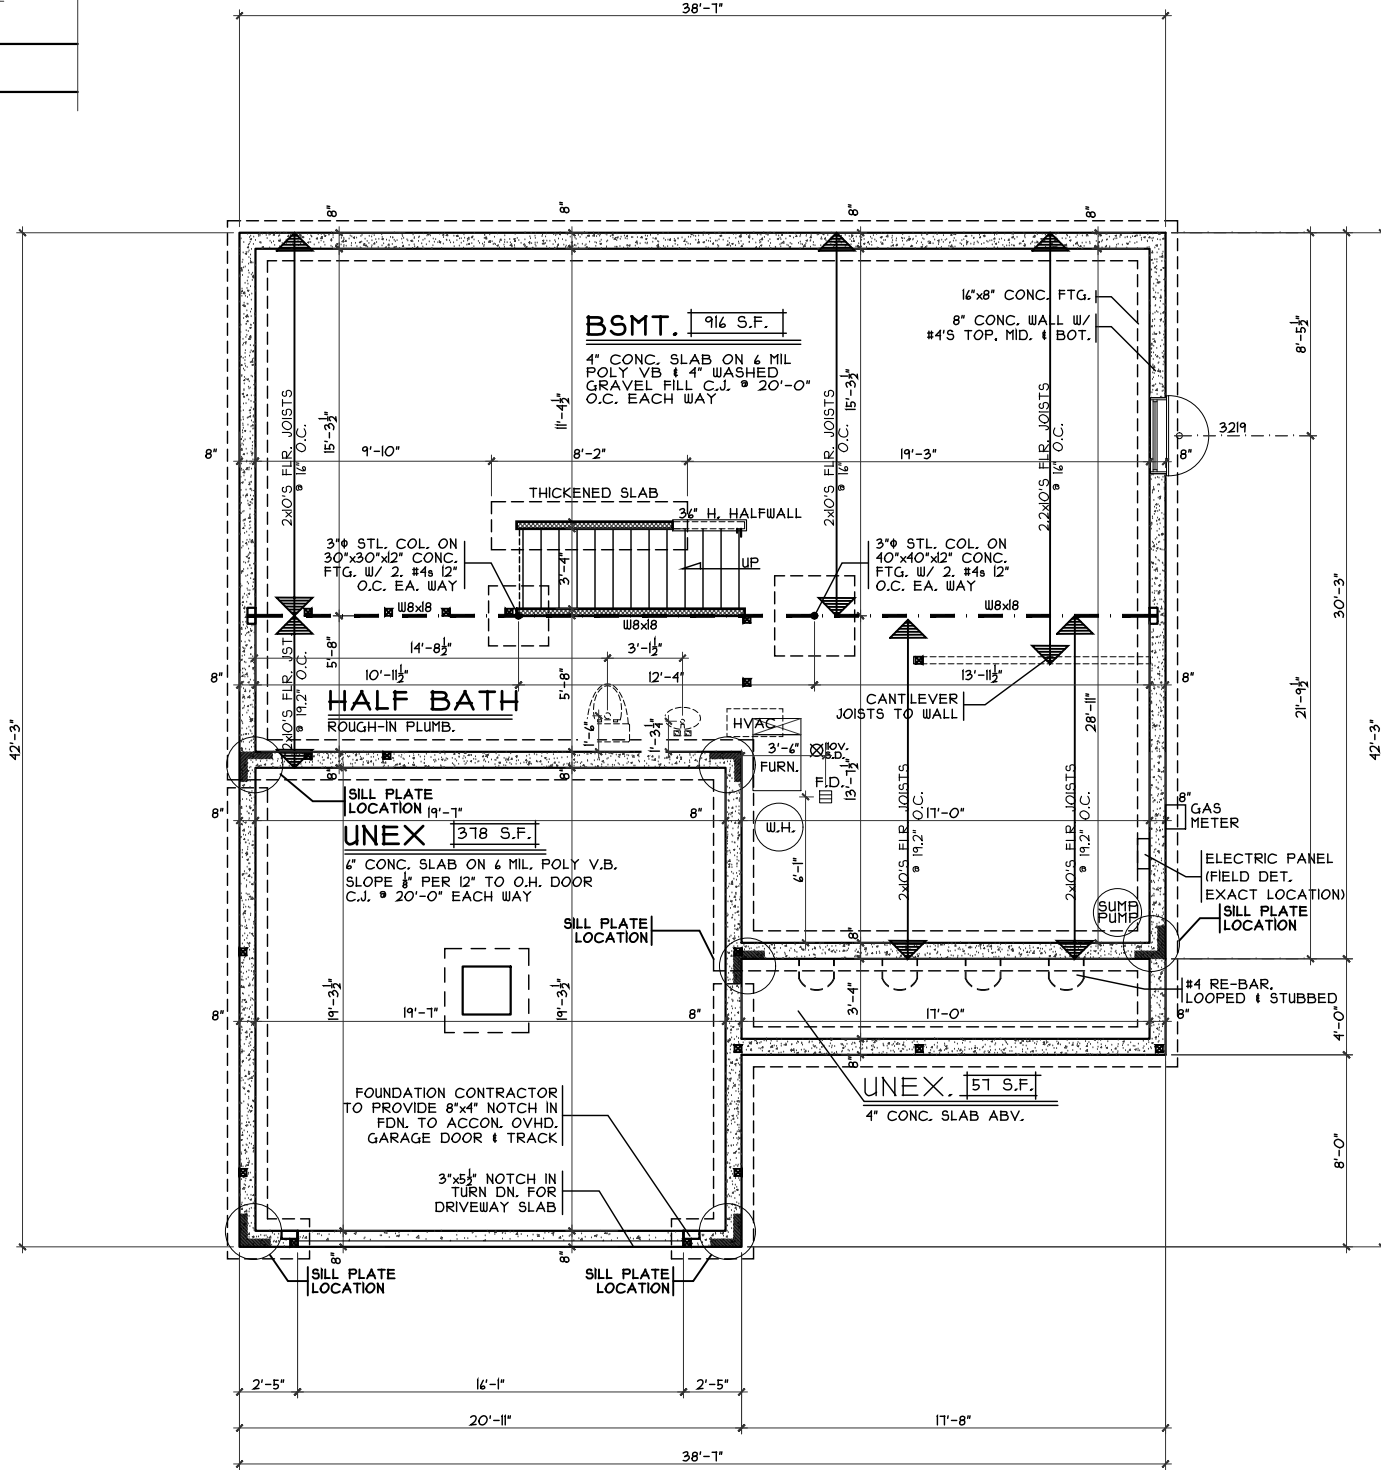 38'-7"
8"
8"
8"
8"
16"x8" CONC. FTG.
8" CONC. WALL W/
#4'S TOP, MID. & BOT.
BSMT. 916 S.F.
4" CONC. SLAB ON 6 MIL
POLY VB & 4" WASHED
GRAVEL FILL C.J. @ 20'-0"
O.C. EACH WAY
8'-5½"
2x10'S FLR. JOISTS
@ 16" O.C.
15'-3½"
11'-4½"
2x10'S FLR. JOISTS
@ 16" O.C.
15'-3½"
2.2x10'S FLR. JOISTS
@ 16" O.C.
3219
8"
9'-10"
8'-2"
19'-3"
8"
THICKENED SLAB
36" H. HALFWALL
3"ϕ STL. COL. ON
30"x30"x12" CONC.
FTG. W/ 2. #4s 12"
O.C. EA. WAY
3'-4"
UP
3"ϕ STL. COL. ON
40"x40"x12" CONC.
FTG. W/ 2. #4s 12"
O.C. EA. WAY
W8x18
W8x18
W8x18
30'-3"
14'-8½"
3'-1½"
5'-8"
5'-8"
8"
10'-11½"
12'-4"
13'-11½"
8"
2x10'S FLR. JST.
@ 19.2" O.C.
HALF BATH
ROUGH-IN PLUMB.
1'-6"
1'-3½"
HVAC
CANTILEVER
JOISTS TO WALL
28'-11"
21'-9½"
42'-3"
42'-3"
3'-6"
FURN.
110V.
S.D.
F.D.
13'-7½"
8"
8"
SILL PLATE
LOCATION
8"
19'-7"
8"
17'-0"
8"
GAS
METER
UNEX 378 S.F.
W.H.
6" CONC. SLAB ON 6 MIL. POLY V.B.
SLOPE ⅛" PER 12" TO O.H. DOOR
C.J. @ 20'-0" EACH WAY
6'-1"
2x10'S FLR JOISTS
@ 19.2" O.C.
2x10'S FLR JOISTS
@ 19.2" O.C.
ELECTRIC PANEL
(FIELD DET.
EXACT LOCATION)
SUMP
PUMP
SILL PLATE
LOCATION
SILL PLATE
LOCATION
8"
#4 RE-BAR.
LOOPED & STUBBED
19'-3½"
19'-3½"
3'-4"
8"
19'-7"
8"
17'-0"
8"
4'-0"
8"
UNEX. 57 S.F.
4" CONC. SLAB ABV.
FOUNDATION CONTRACTOR
TO PROVIDE 8"x4" NOTCH IN
FDN. TO ACCON. OVHD.
GARAGE DOOR & TRACK
8'-0"
3"x5½" NOTCH IN
TURN DN. FOR
DRIVEWAY SLAB
8"
8"
SILL PLATE
LOCATION
SILL PLATE
LOCATION
2'-5"
16'-1"
2'-5"
20'-11"
17'-8"
38'-7"